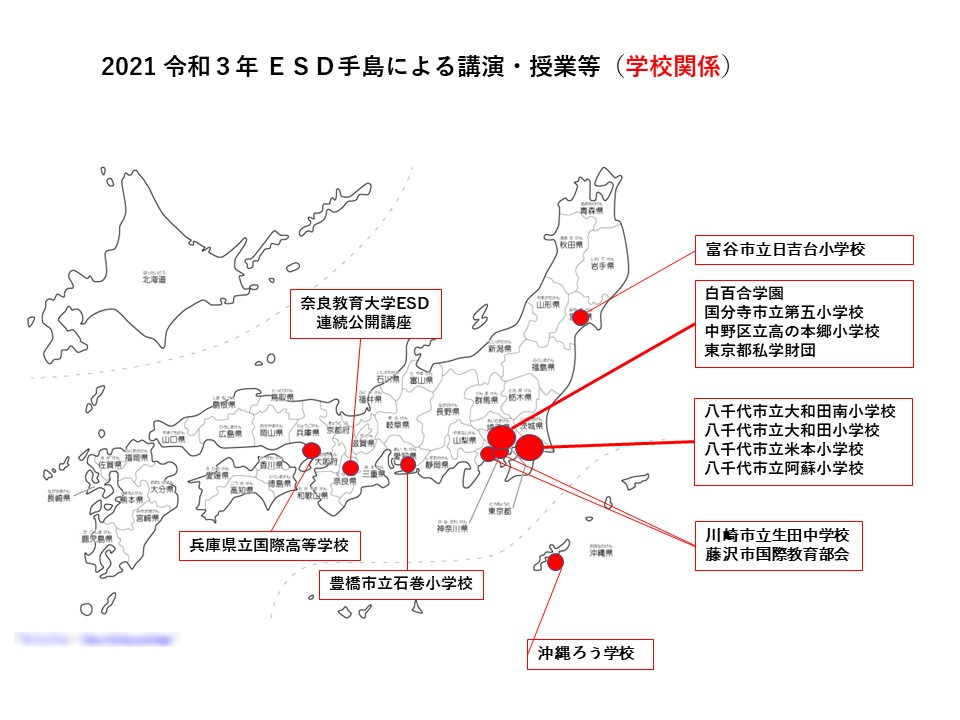 2021 令和３年 ＥＳＤ手島による講演・授業等（学校関係）
富谷市立日吉台小学校
白百合学園
国分寺市立第五小学校
中野区立高の本郷小学校
東京都私学財団
奈良教育大学ESD
連続公開講座
八千代市立大和田南小学校
八千代市立大和田小学校
八千代市立米本小学校
八千代市立阿蘇小学校
川崎市立生田中学校
藤沢市国際教育部会
兵庫県立国際高等学校
豊橋市立石巻小学校
沖縄ろう学校
北海道
青森県
秋田県
岩手県
山形県
新潟県
福島県
石川県
富山県
福井県
群馬県
栃木県
長野県
茨城県
岐阜県
山梨県
鳥取県
島根県
岡山県
兵庫県
京都府
滋賀県
広島県
山口県
静岡県
三重県
大阪府
奈良県
和歌山県
香川県
徳島県
愛媛県
高知県
福岡県
佐賀県
長崎県
大分県
熊本県
宮崎県
鹿児島県
東京都
神奈川県
沖縄県